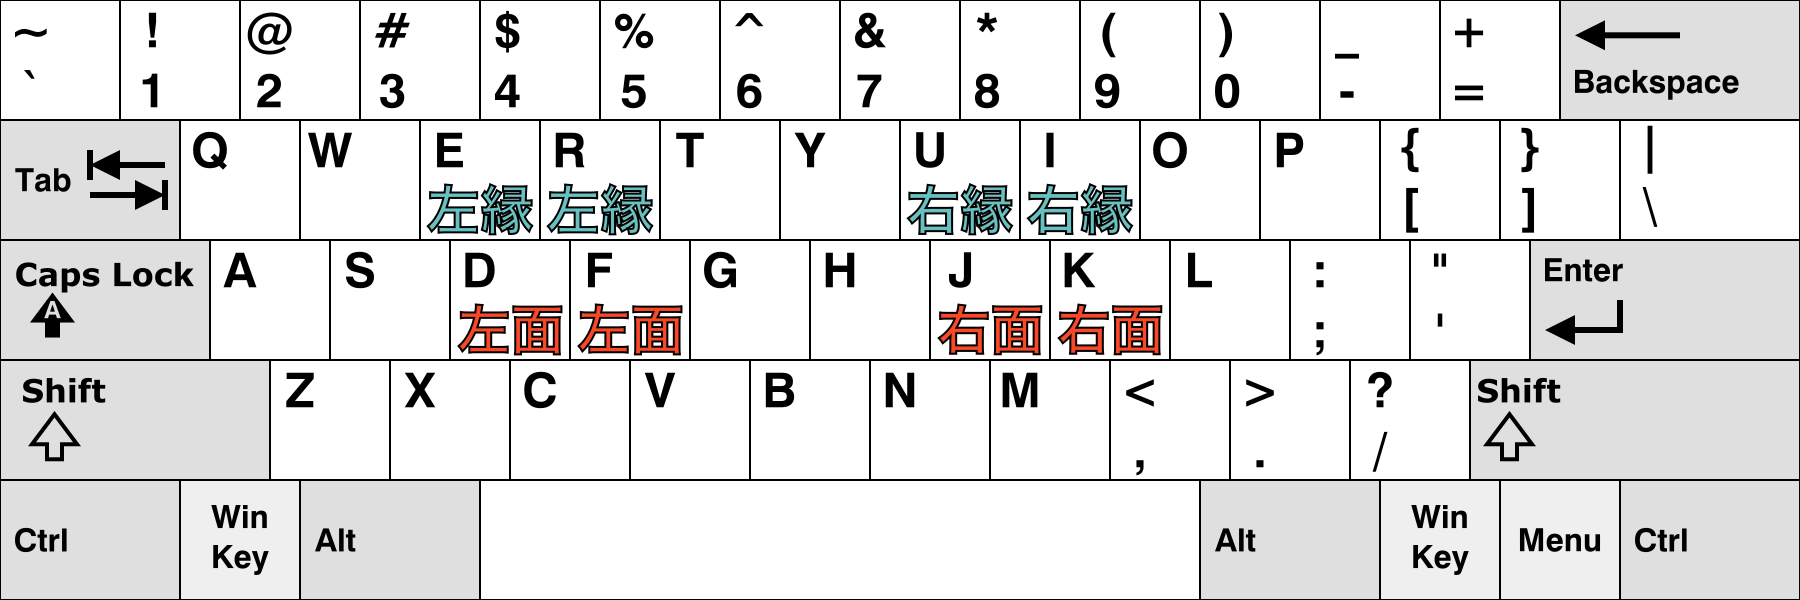 ~ ! @ # $ % ^ & * ( ) _ +
` 1 2 3 4 5 6 7 8 9 0 - = Backspace
Tab Q W E R T Y U I O P { } |
左縁 左縁 右縁 右縁 [ ] \
Caps Lock A S D F G H J K L : " Enter
A 左面 左面 右面 右面 ; '
Shift Z X C V B N M < > ? Shift
, . /
Ctrl Win Key Alt Alt Win Key Menu Ctrl